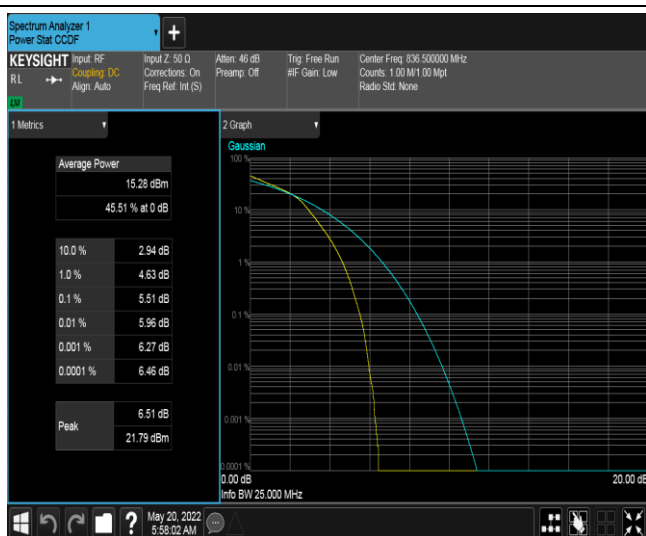 Spectrum Analyzer 1
Power Stat CCDF
KEYSIGHT Input: RF Input Z: 50 Ω Atten: 46 dB Trig: Free Run Center Freq: 836.500000 MHz
RL Coupling: DC Corrections: On Preamp: Off #IF Gain: Low Counts: 1.00 M/1.00 Mpt
Align: Auto Freq Ref: Int (S) Radio Std: None
1 Metrics
Average Power
15.28 dBm
45.51 % at 0 dB
10.0 % 2.94 dB
1.0 % 4.63 dB
0.1 % 5.51 dB
0.01 % 5.96 dB
0.001 % 6.27 dB
0.0001 % 6.46 dB
Peak 6.51 dB
21.79 dBm
2 Graph
Gaussian
100 %
10 %
1 %
0.1 %
0.01 %
0.001 %
0.0001 %
0.00 dB 20.00 dB
Info BW 25.000 MHz
? May 20, 2022
5:58:02 AM